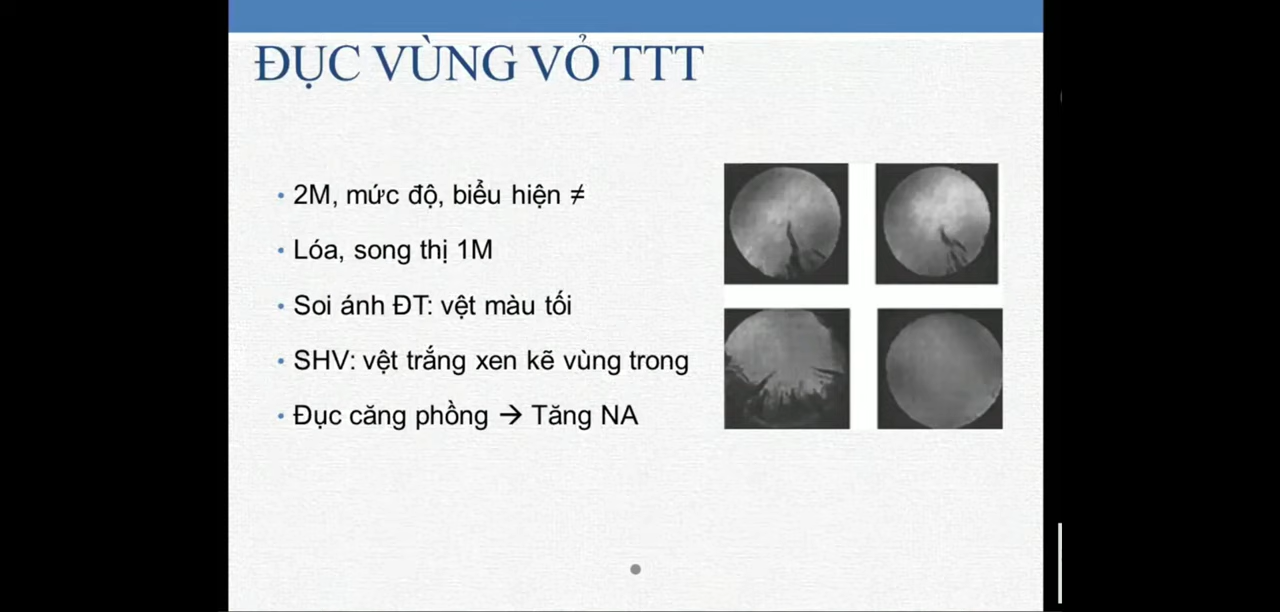 ĐỤC VÙNG VỎ TTT
• 2M, mức độ, biểu hiện ≠
• Lóa, song thị 1M
• Soi ánh ĐT: vệt màu tối
• SHV: vệt trắng xen kẽ vùng trong
• Đục căng phồng → Tăng NA